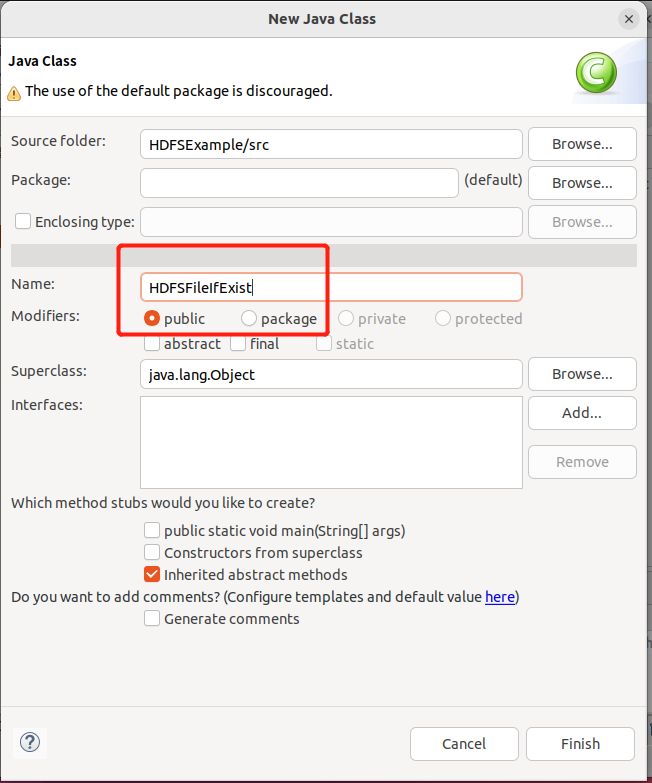 New Java Class
Java Class
The use of the default package is discouraged.
Source folder: HDFSExample/src Browse...
Package: (default) Browse...
Enclosing type: Browse...
Name: HDFSFileIfExist
Modifiers: public package private protected
abstract final static
Superclass: java.lang.Object Browse...
Interfaces: Add...
Remove
Which method stubs would you like to create?
public static void main(String[] args)
Constructors from superclass
Inherited abstract methods
Do you want to add comments? (Configure templates and default value here)
Generate comments
? Cancel Finish